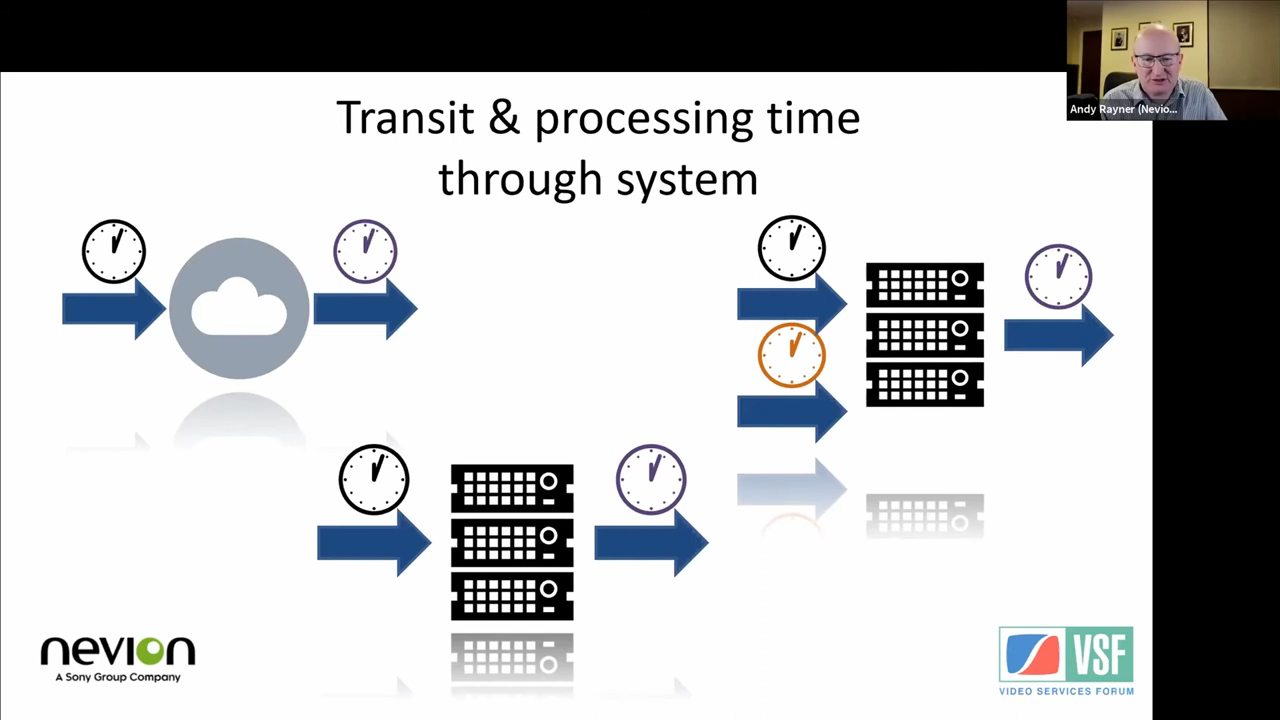 Andy Rayner (Nevio...
Transit & processing time
through system
nevion
A Sony Group Company
VSF
VIDEO SERVICES FORUM